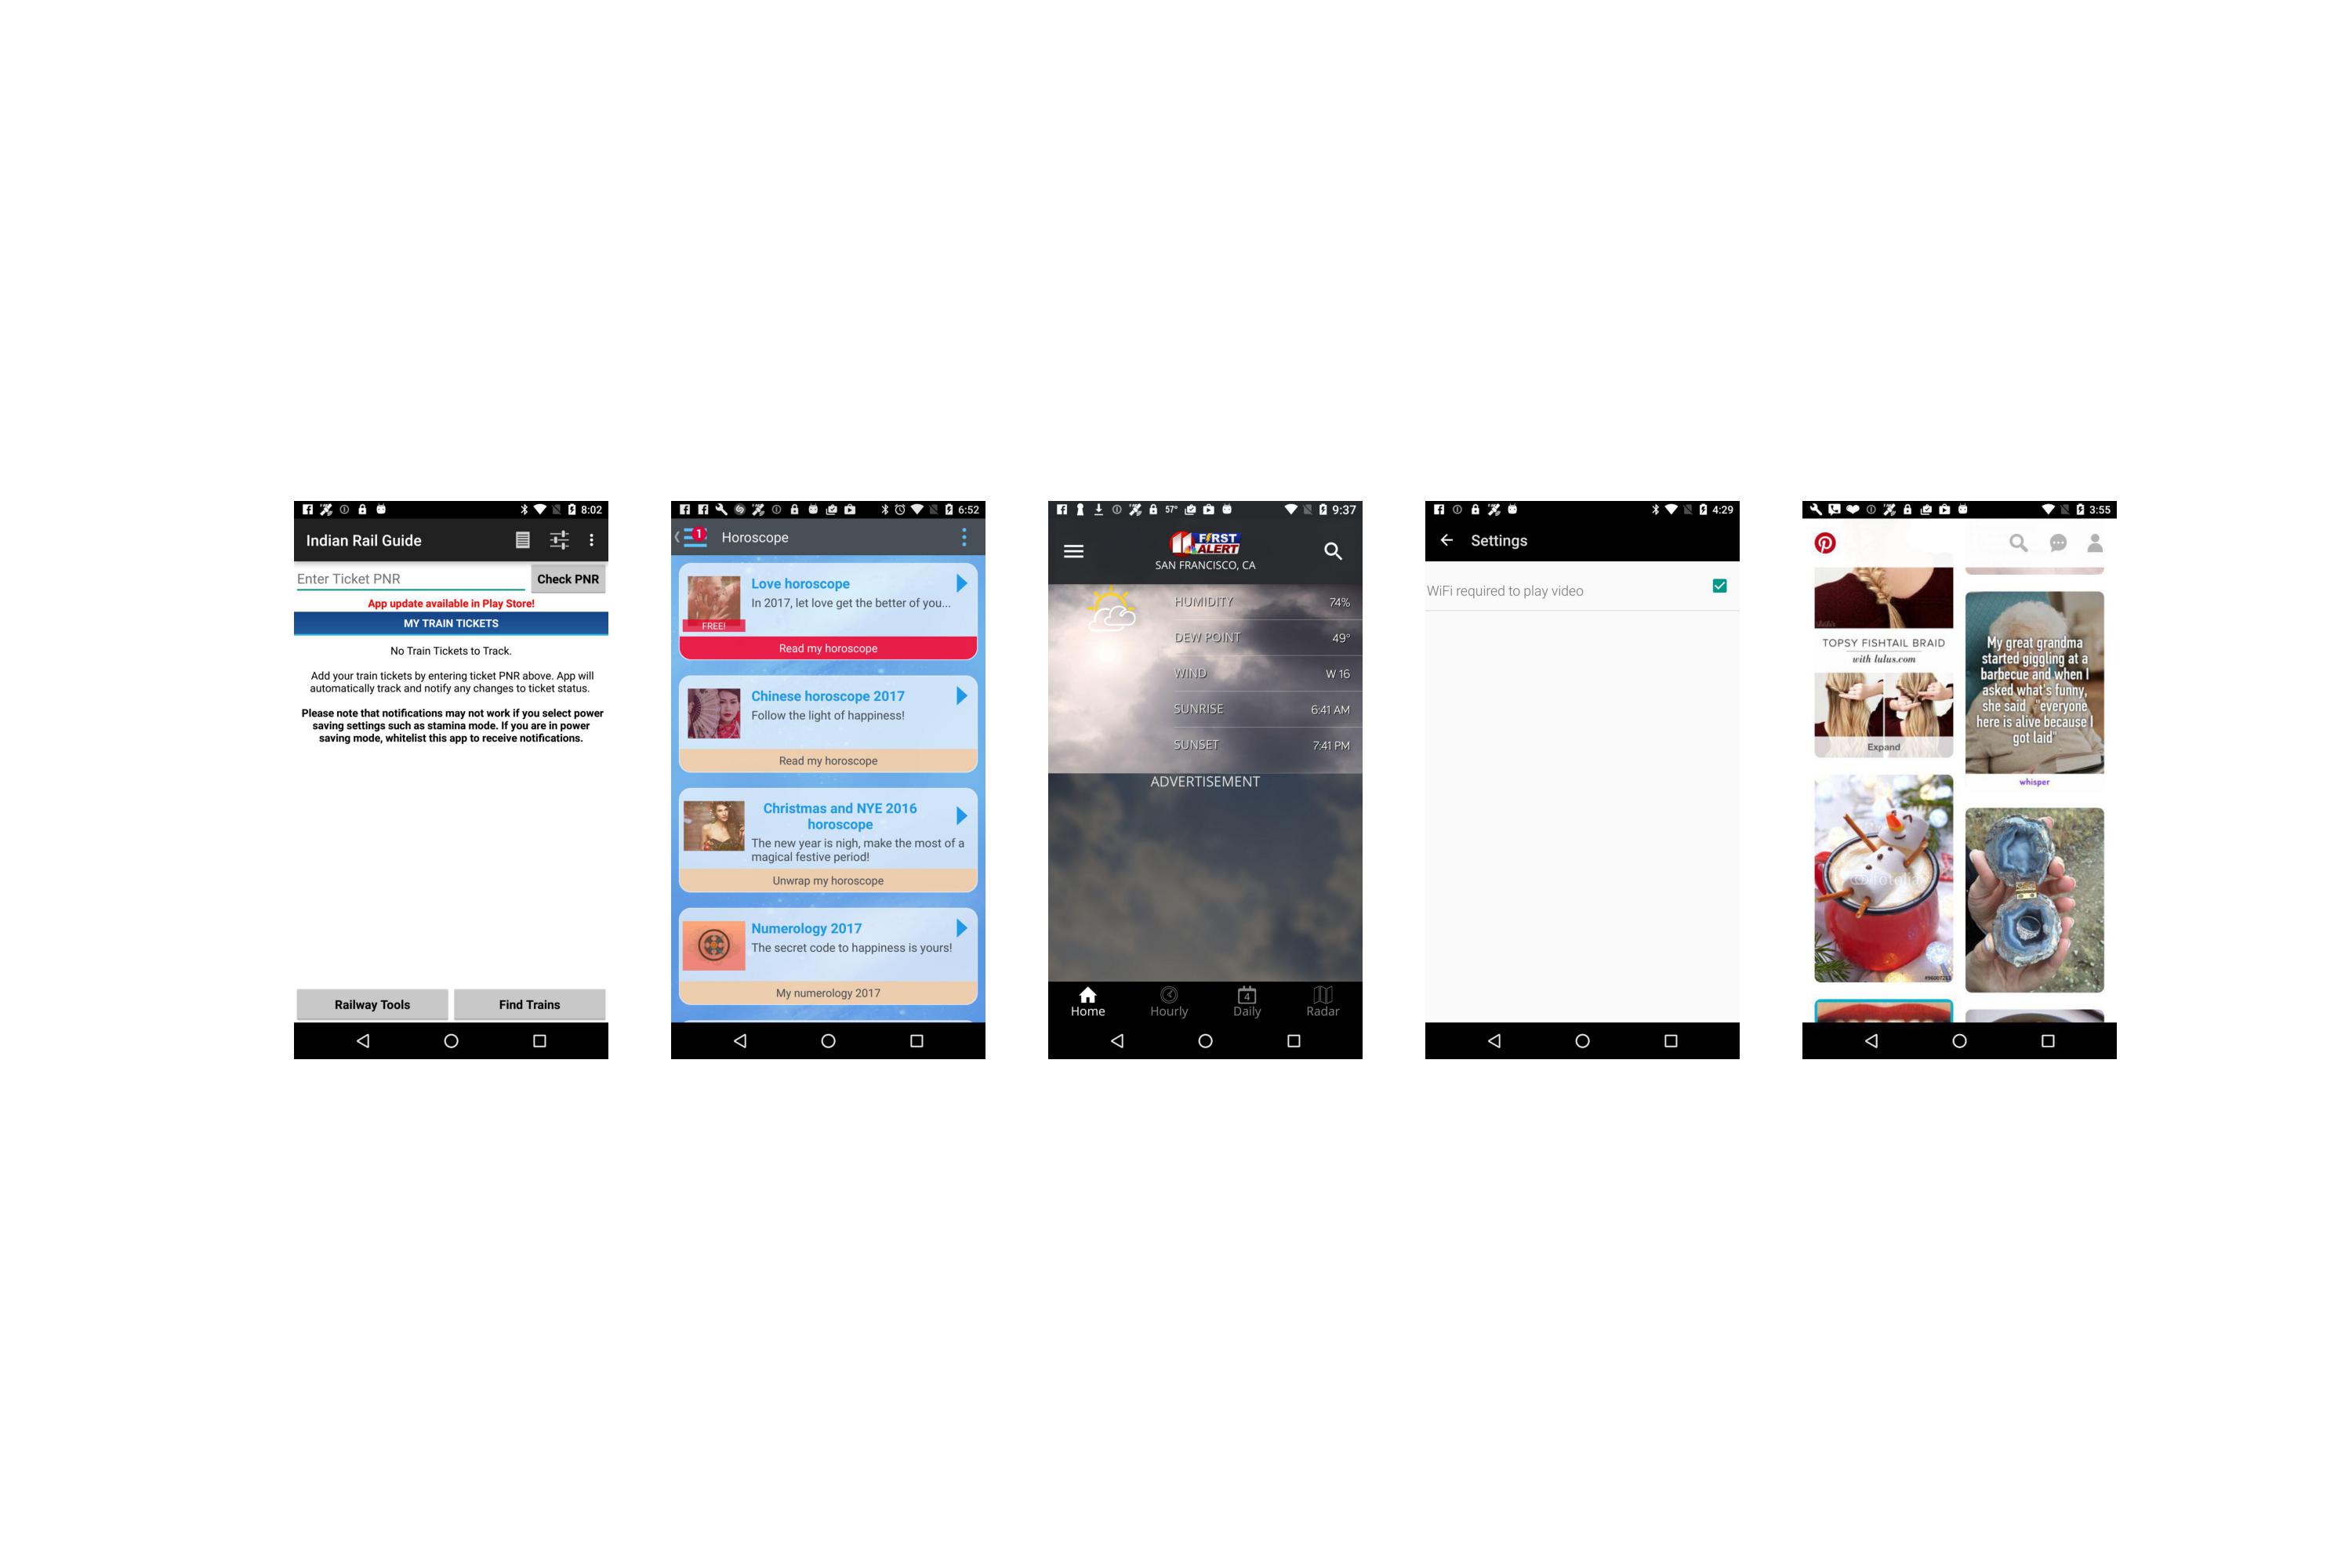 8:02
Indian Rail Guide
Enter Ticket PNR
Check PNR
App update available in Play Store!
MY TRAIN TICKETS
No Train Tickets to Track.
Add your train tickets by entering ticket PNR above. App will
automatically track and notify any changes to ticket status.
Please note that notifications may not work if you select power
saving settings such as stamina mode. If you are in power
saving mode, whitelist this app to receive notifications.
Railway Tools
Find Trains
6:52
1
Horoscope
Love horoscope
In 2017, let love get the better of you...
FREE!
Read my horoscope
Chinese horoscope 2017
Follow the light of happiness!
Read my horoscope
Christmas and NYE 2016
horoscope
The new year is nigh, make the most of a
magical festive period!
Unwrap my horoscope
Numerology 2017
The secret code to happiness is yours!
My numerology 2017
57° 9:37
11 FIRST
ALERT
SAN FRANCISCO, CA
HUMIDITY 74%
DEW POINT 49°
WIND W 16
SUNRISE 6:41 AM
SUNSET 7:41 PM
ADVERTISEMENT
4
Home Hourly Daily Radar
4:29
Settings
WiFi required to play video
3:55
TOPSY FISHTAIL BRAID
with lulus.com
Expand
My great grandma
started giggling at a
barbecue and when I
asked what's funny,
she said "everyone
here is alive because I
got laid"
whisper